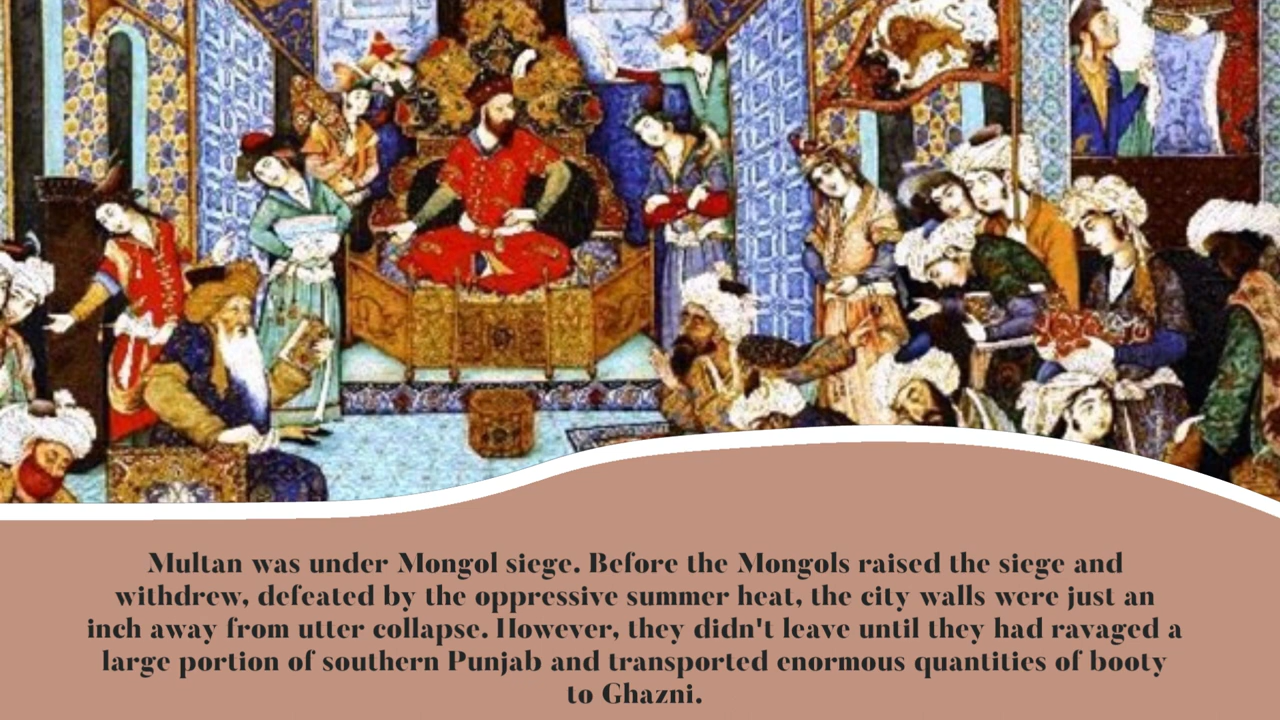 Multan was under Mongol siege. Before the Mongols raised the siege and
withdrew, defeated by the oppressive summer heat, the city walls were just an
inch away from utter collapse. However, they didn't leave until they had ravaged a
large portion of southern Punjab and transported enormous quantities of booty
to Ghazni.